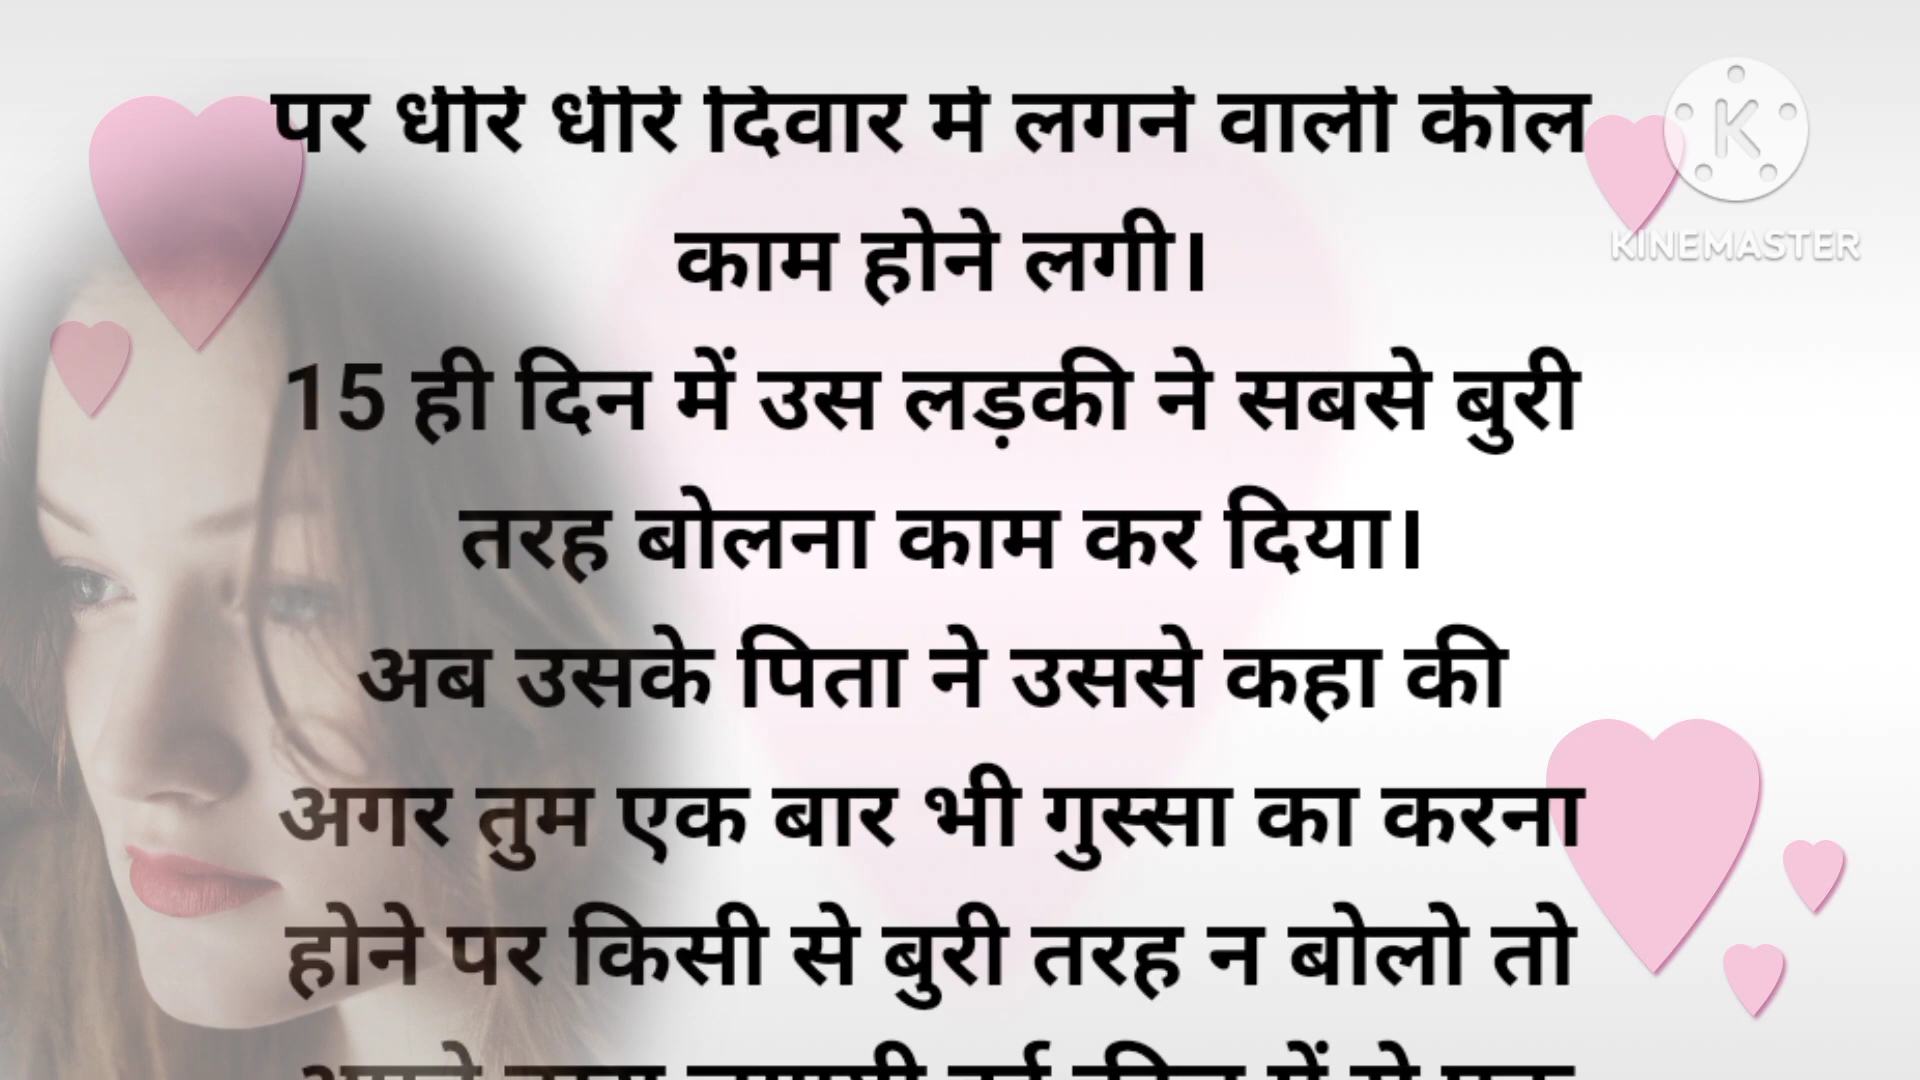 पर धीरे धीरे दिवार में लगने वाली कील
काम होने लगी।
15 ही दिन में उस लड़की ने सबसे बुरी
तरह बोलना काम कर दिया।
अब उसके पिता ने उससे कहा की
अगर तुम एक बार भी गुस्सा का करना
होने पर किसी से बुरी तरह न बोलो तो
K
KINEMASTER